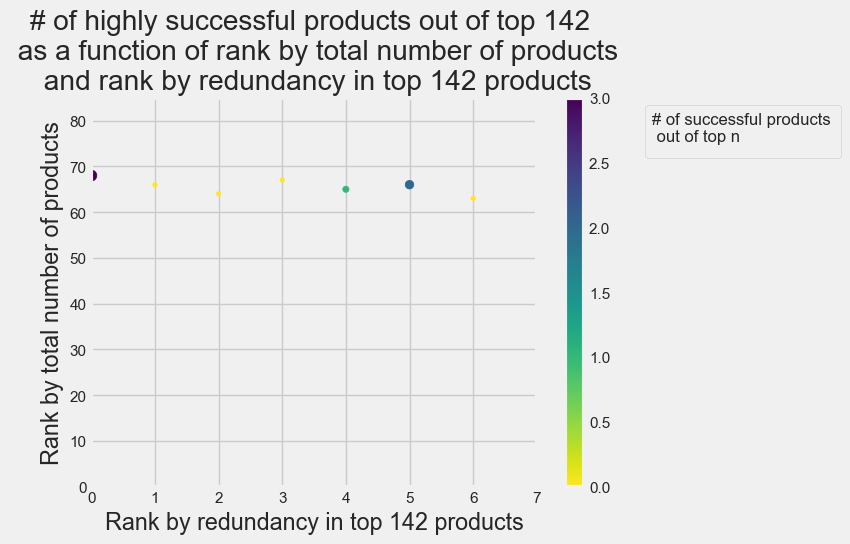 # of highly successful products out of top 142
as a function of rank by total number of products
and rank by redundancy in top 142 products
Rank by total number of products
80
70
60
50
40
30
20
10
0
0 1 2 3 4 5 6 7
Rank by redundancy in top 142 products
3.0
2.5
2.0
1.5
1.0
0.5
0.0
# of successful products
out of top n